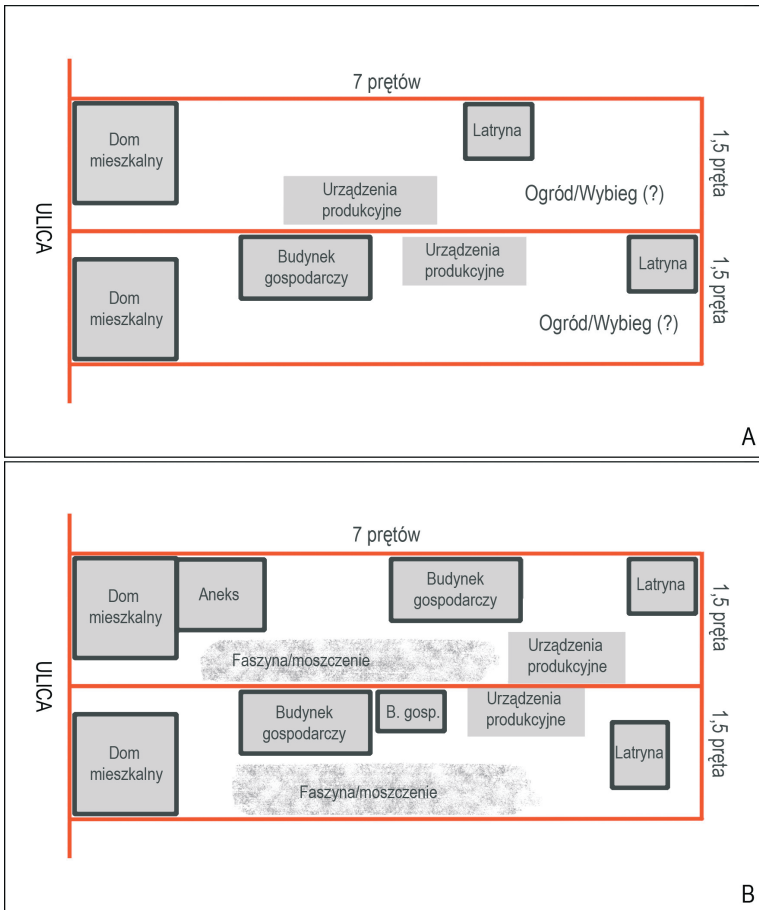 7 prętów
Dom
mieszkalny
Latryna
1,5 pręta
Urządzenia
produkcyjne
Ogród/Wybieg (?)
ULICA
Budynek
gospodarczy
Urządzenia
produkcyjne
Latryna
1,5 pręta
Dom
mieszkalny
Ogród/Wybieg (?)
A
7 prętów
Dom
mieszkalny
Aneks
Budynek
gospodarczy
Latryna
1,5 pręta
Faszyna/moszczenie
Urządzenia
produkcyjne
ULICA
Budynek
gospodarczy
B. gosp.
Urządzenia
produkcyjne
1,5 pręta
Dom
mieszkalny
Latryna
Faszyna/moszczenie
B